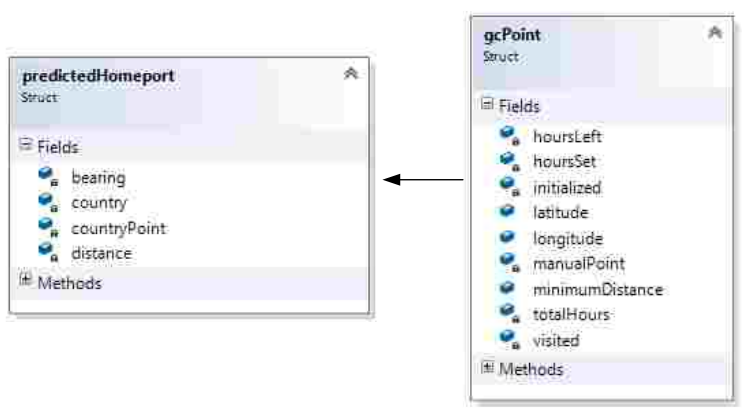 predictedHomeport
Struct
Fields
bearing
country
countryPoint
distance
Methods
gcPoint
Struct
Fields
hoursLeft
hoursSet
initialized
latitude
longitude
manualPoint
minimumDistance
totalHours
visited
Methods